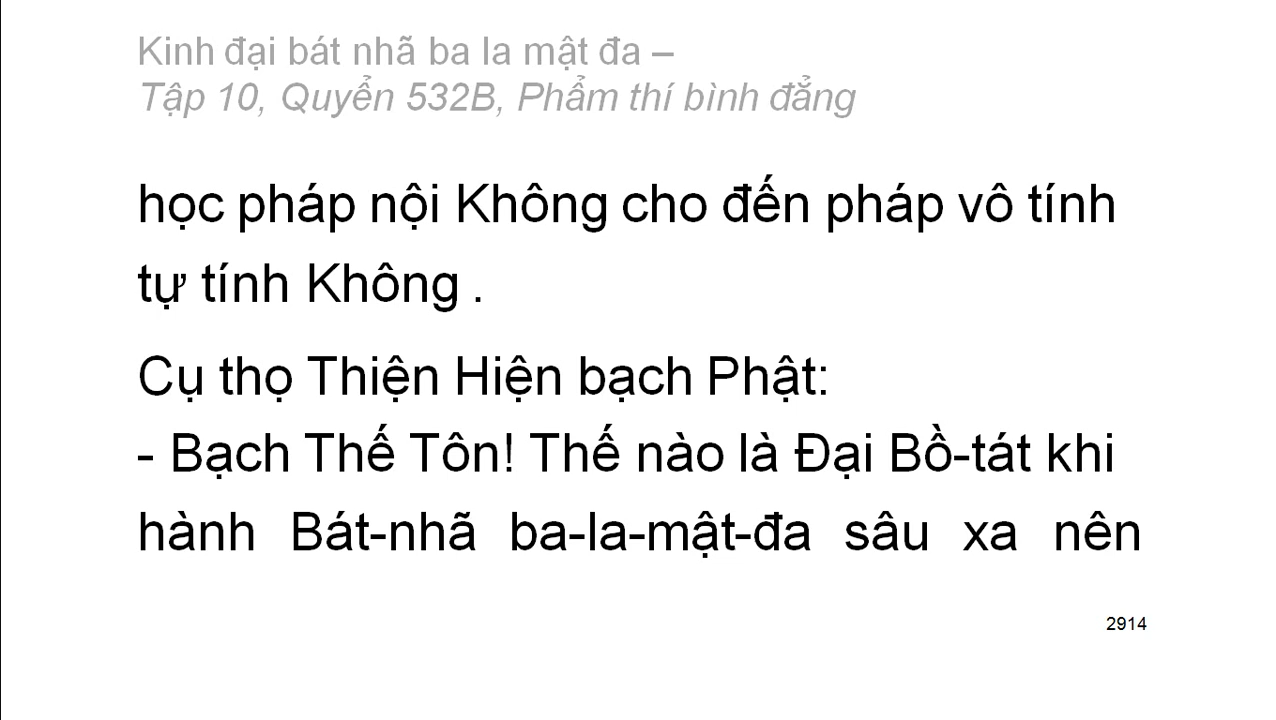 Kinh đại bát nhã ba la mật đa –
Tập 10, Quyển 532B, Phẩm thí bình đẳng
học pháp nội Không cho đến pháp vô tính
tự tính Không .
Cụ thọ Thiện Hiện bạch Phật:
- Bạch Thế Tôn! Thế nào là Đại Bồ-tát khi
hành Bát-nhã ba-la-mật-đa sâu xa nên
2914